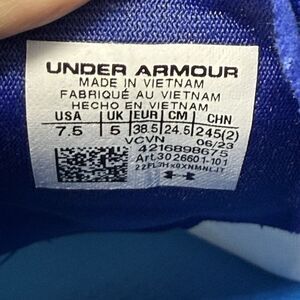 UNDER ARMOUR
MADE IN VIETNAM
FABRIQUÉ AU VIETNAM
HECHO EN VIETNAM
USA UK EUR CM CHN
7.5 5 38.5 24.5 245(2)
VCVN 06/23
4216898675
Art.3026601-101